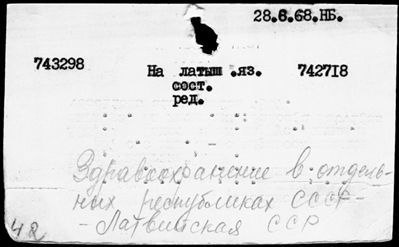 28.6.68.НБ.
743298 На латыш .яз. 742718
сост.
ред.
Здравоохранение в отдель-
ных республиках СССР-
- Латвийская ССР
42